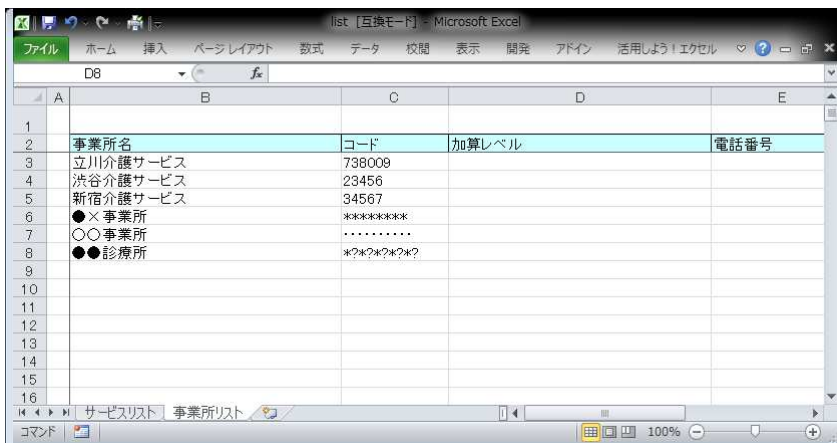 list [互換モード] - Microsoft Excel
ファイル ホーム 挿入 ページ レイアウト 数式 データ 校閲 表示 開発 アドイン 活用しよう！エクセル
D8 fx
A B C D E
1
2 事業所名 コード 加算レベル 電話番号
3 立川介護サービス 738009
4 渋谷介護サービス 23456
5 新宿介護サービス 34567
6 ●×事業所 ********
7 ○○事業所 ‥‥‥‥‥
8 ●●診療所 *?*?*?*?*?
9
10
11
12
13
14
15
16
サービスリスト 事業所リスト
コマンド 100%